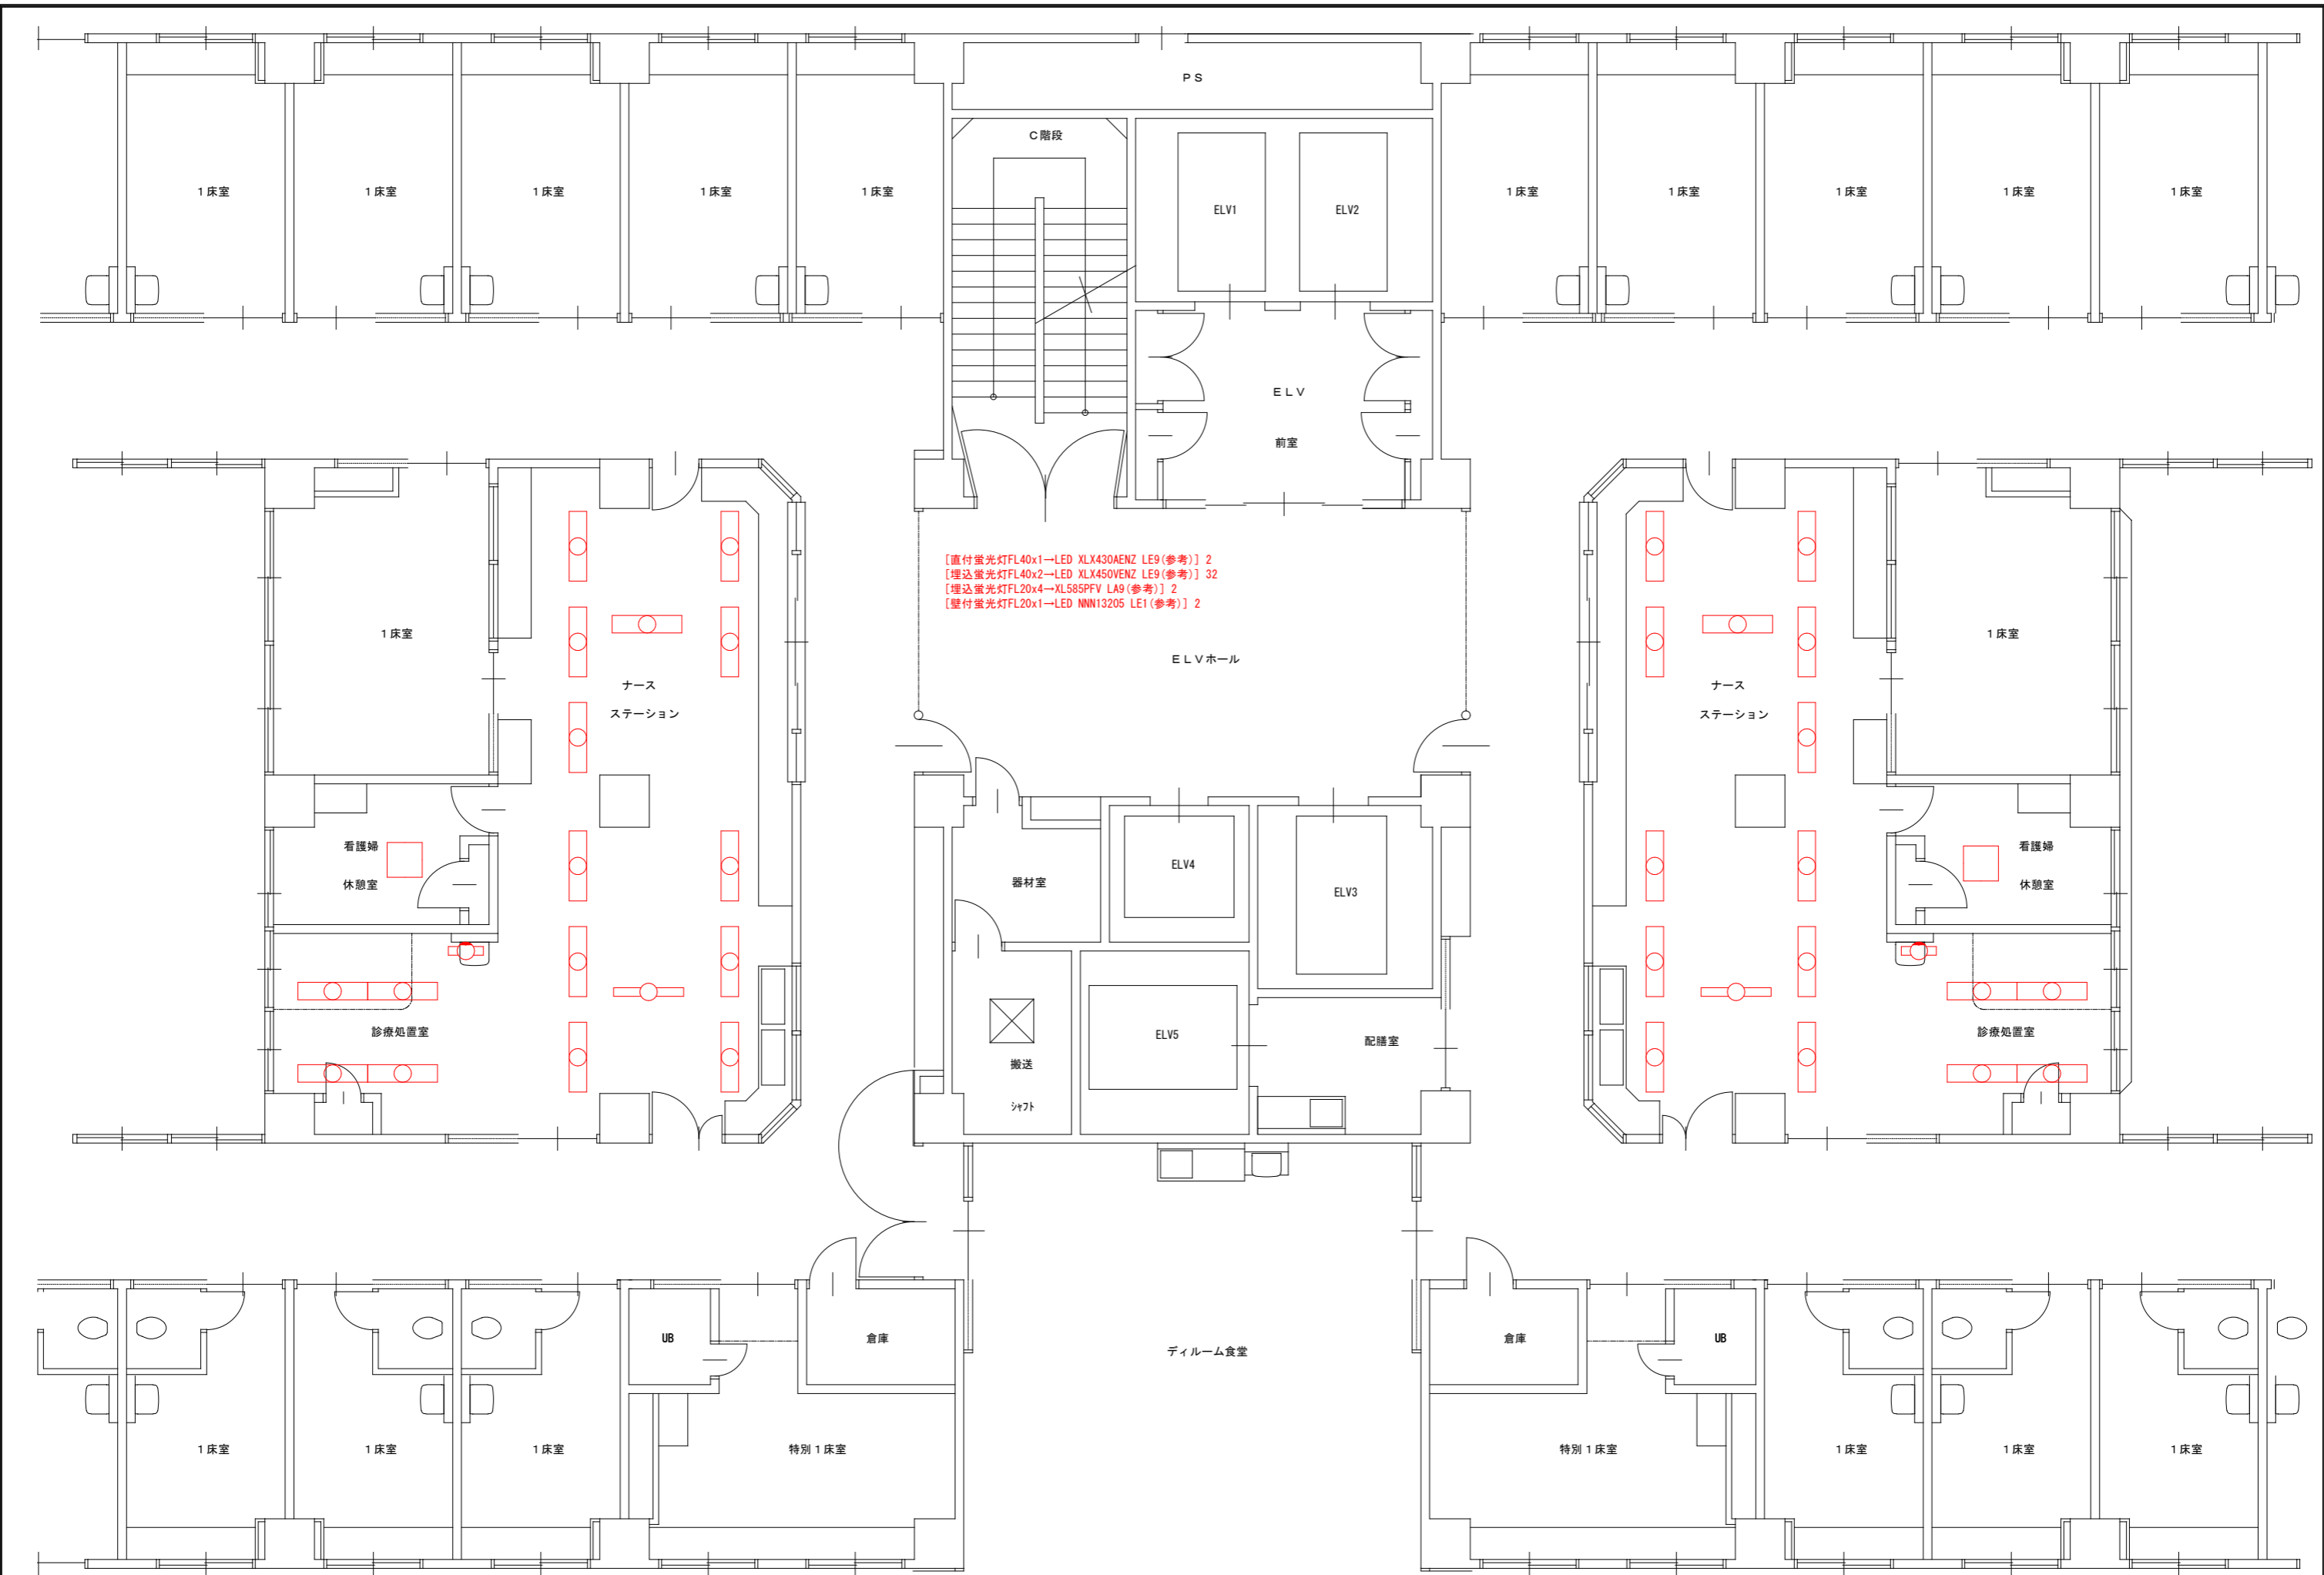 ＰＳ
Ｃ階段
１床室
１床室
１床室
１床室
１床室
ELV1
ELV2
１床室
１床室
１床室
１床室
１床室
ＥＬＶ
前室
[直付蛍光灯FL40x1→LED XLX430AENZ LE9(参考)] 2
[埋込蛍光灯FL40x2→LED XLX450VENZ LE9(参考)] 32
[埋込蛍光灯FL20x4→XL585PFV LA9(参考)] 2
[壁付蛍光灯FL20x1→LED NNN13205 LE1(参考)] 2
１床室
ナース
ステーション
ＥＬＶホール
ナース
ステーション
１床室
看護婦
休憩室
器材室
ELV4
ELV3
看護婦
休憩室
診療処置室
搬送
シャフト
ELV5
配膳室
診療処置室
UB
倉庫
ディルーム食堂
倉庫
UB
１床室
１床室
１床室
特別１床室
特別１床室
１床室
１床室
１床室